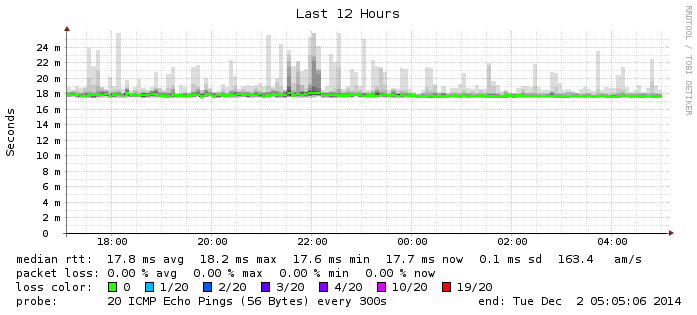 Last 12 Hours
RRDTOOL / TOBI OETIKER
Seconds
24 m
22 m
20 m
18 m
16 m
14 m
12 m
10 m
8 m
6 m
4 m
2 m
0
18:00 20:00 22:00 00:00 02:00 04:00
median rtt: 17.8 ms avg 18.2 ms max 17.6 ms min 17.7 ms now 0.1 ms sd 163.4 am/s
packet loss: 0.00 % avg 0.00 % max 0.00 % min 0.00 % now
loss color: 0 1/20 2/20 3/20 4/20 10/20 19/20
probe: 20 ICMP Echo Pings (56 Bytes) every 300s end: Tue Dec 2 05:05:06 2014